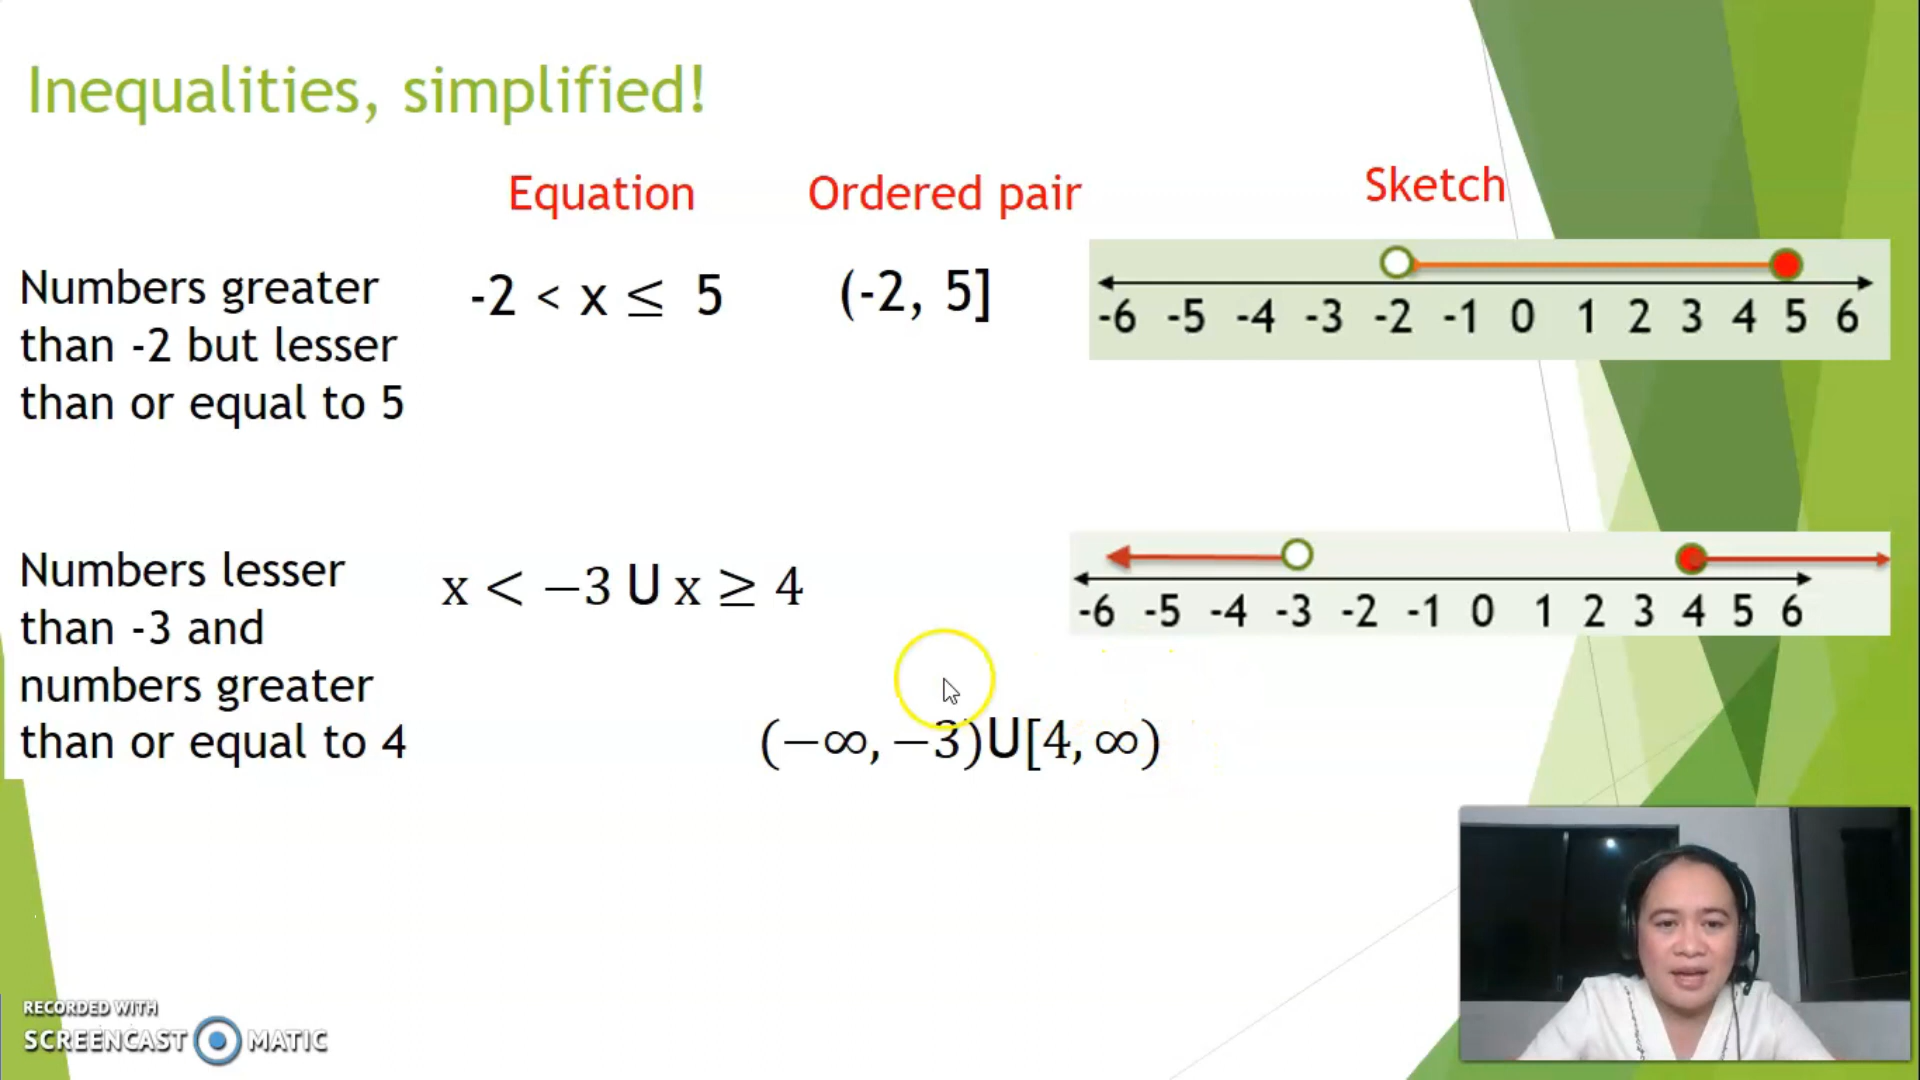 Inequalities, simplified!
Equation Ordered pair Sketch
Numbers greater
than -2 but lesser
than or equal to 5
-2 < x ≤ 5
(-2, 5]
-6 -5 -4 -3 -2 -1 0 1 2 3 4 5 6
Numbers lesser
than -3 and
numbers greater
than or equal to 4
x < −3 U x ≥ 4
-6 -5 -4 -3 -2 -1 0 1 2 3 4 5 6
(−∞, −3)U[4, ∞)
RECORDED WITH
SCREENCAST MATIC